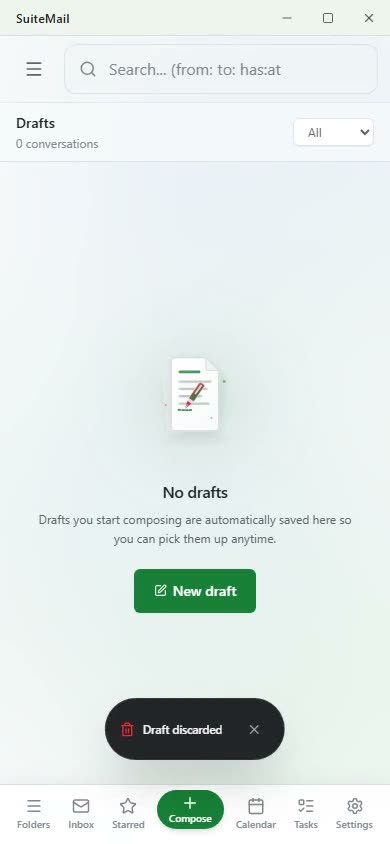 SuiteMail
Search... (from: to: has:at
Drafts
0 conversations
All
No drafts
Drafts you start composing are automatically saved here so
you can pick them up anytime.
New draft
Draft discarded
Folders
Inbox
Starred
Compose
Calendar
Tasks
Settings